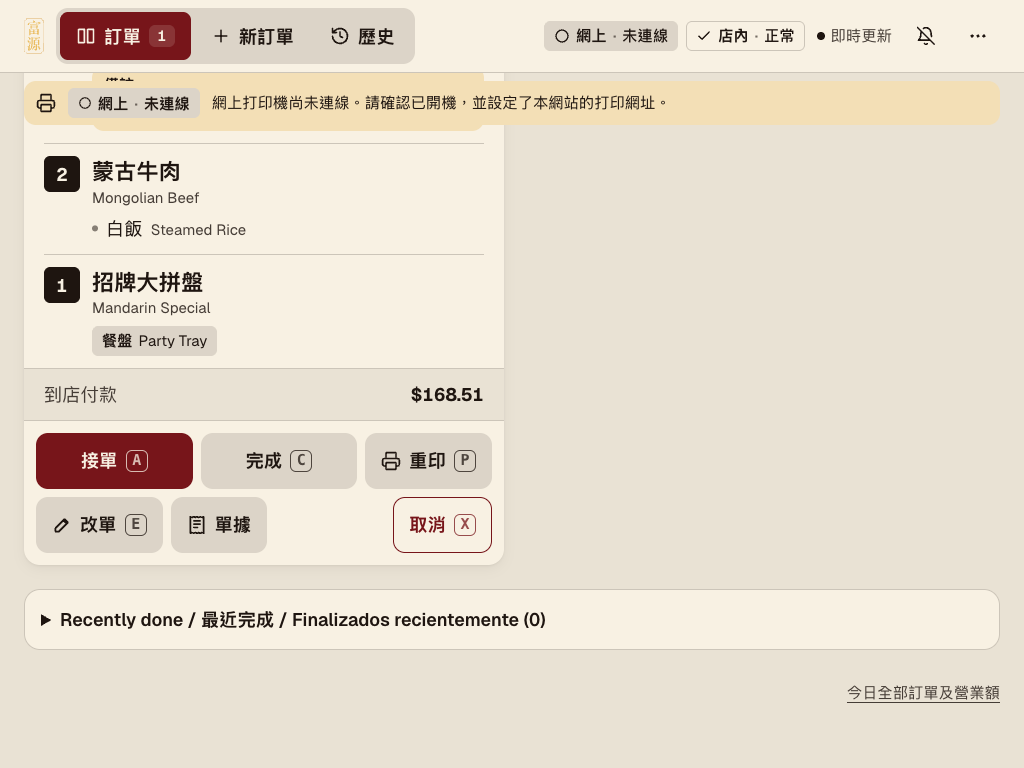 富源
訂單 1
新訂單
歷史
網上 · 未連線
店內 · 正常
即時更新
網上 · 未連線
網上打印機尚未連線。請確認已開機，並設定了本網站的打印網址。
2 蒙古牛肉
Mongolian Beef
白飯 Steamed Rice
1 招牌大拼盤
Mandarin Special
餐盤 Party Tray
到店付款 $168.51
接單 A
完成 C
重印 P
改單 E
單據
取消 X
Recently done / 最近完成 / Finalizados recientemente (0)
今日全部訂單及營業額